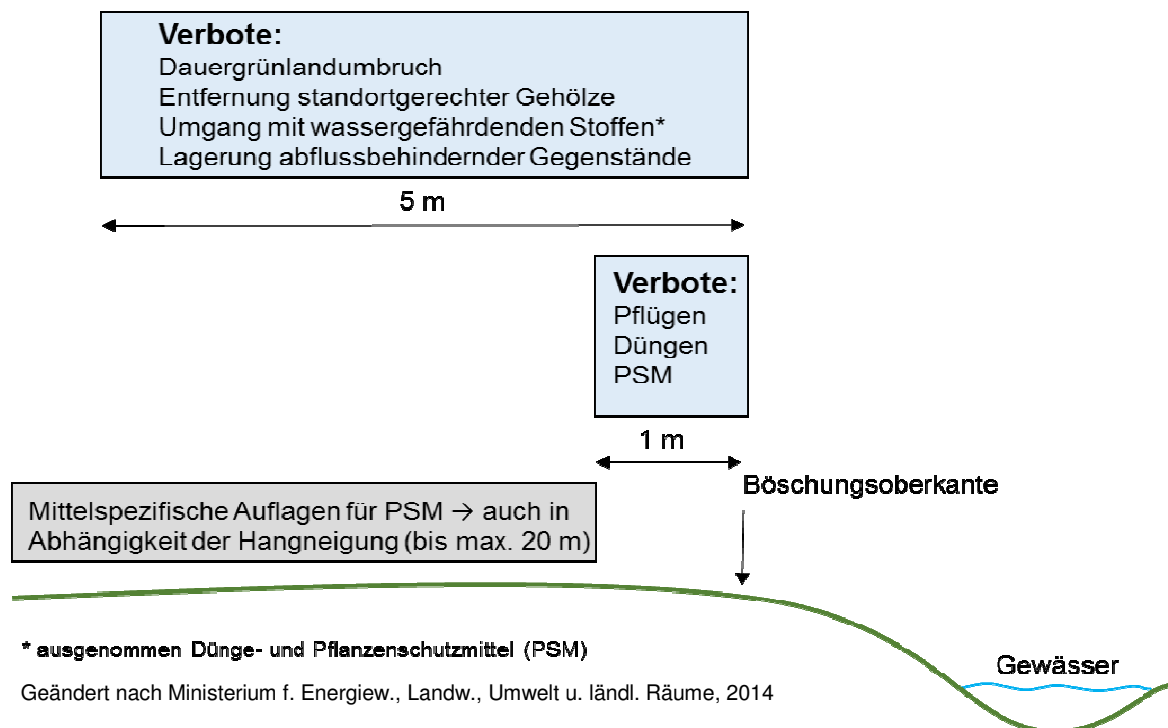 Verbote:
Dauergrünlandumbruch
Entfernung standortgerechter Gehölze
Umgang mit wassergefährdenden Stoffen*
Lagerung abflussbehindernder Gegenstände
5 m
Verbote:
Pflügen
Düngen
PSM
1 m
Böschungsoberkante
Mittelspezifische Auflagen für PSM → auch in
Abhängigkeit der Hangneigung (bis max. 20 m)
* ausgenommen Dünge- und Pflanzenschutzmittel (PSM)
Gewässer
Geändert nach Ministerium f. Energiew., Landw., Umwelt u. ländl. Räume, 2014